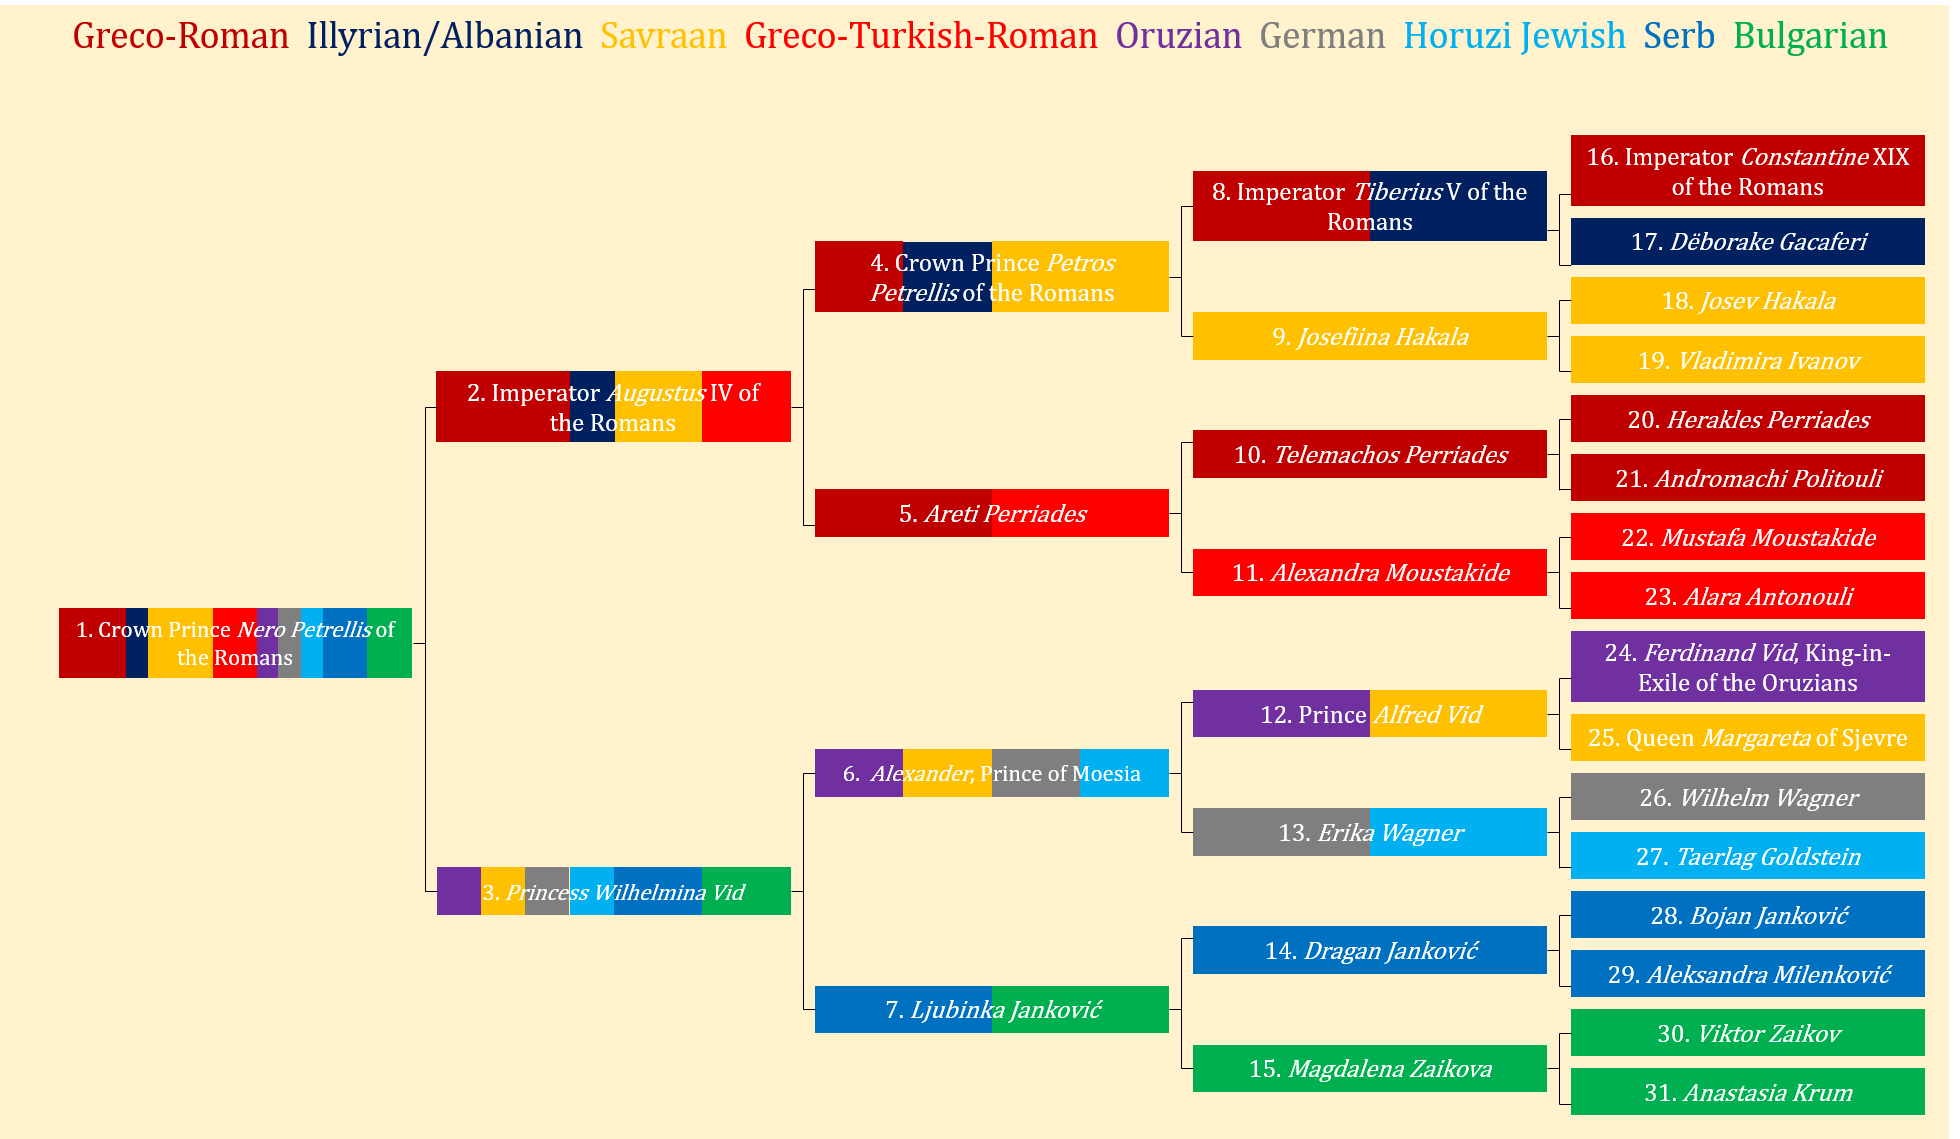 Greco-Roman Illyrian/Albanian Savraan Greco-Turkish-Roman Oruzian German Horuzi Jewish Serb Bulgarian
1. Crown Prince Nero Petrellis of
the Romans
2. Imperator Augustus IV of
the Romans
3. Princess Wilhelmina Vid
4. Crown Prince Petros
Petrellis of the Romans
5. Areti Perriades
6. Alexander, Prince of Moesia
7. Ljubinka Janković
8. Imperator Tiberius V of the
Romans
9. Josefiina Hakala
10. Telemachos Perriades
11. Alexandra Moustakide
12. Prince Alfred Vid
13. Erika Wagner
14. Dragan Janković
15. Magdalena Zaikova
16. Imperator Constantine XIX
of the Romans
17. Dëborake Gacaferi
18. Josev Hakala
19. Vladimira Ivanov
20. Herakles Perriades
21. Andromachi Politouli
22. Mustafa Moustakide
23. Alara Antonouli
24. Ferdinand Vid, King-in-
Exile of the Oruzians
25. Queen Margareta of Sjevre
26. Wilhelm Wagner
27. Taerlag Goldstein
28. Bojan Janković
29. Aleksandra Milenković
30. Viktor Zaikov
31. Anastasia Krum